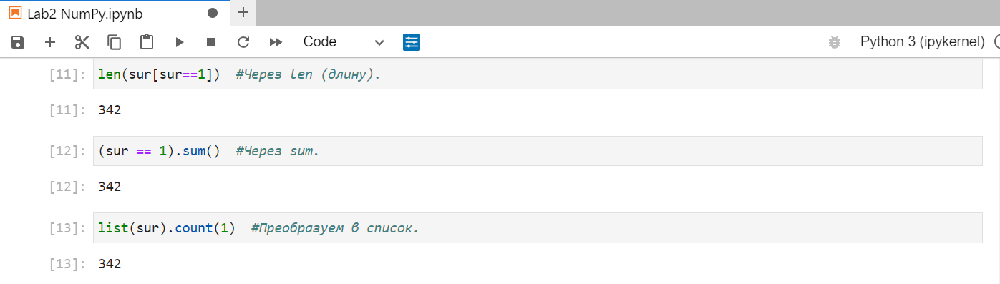 Lab2 NumPy.ipynb
Code
Python 3 (ipykernel)
[11]: len(sur[sur==1])  #Через len (длину).
[11]: 342
[12]: (sur == 1).sum()  #Через sum.
[12]: 342
[13]: list(sur).count(1)  #Преобразуем в список.
[13]: 342